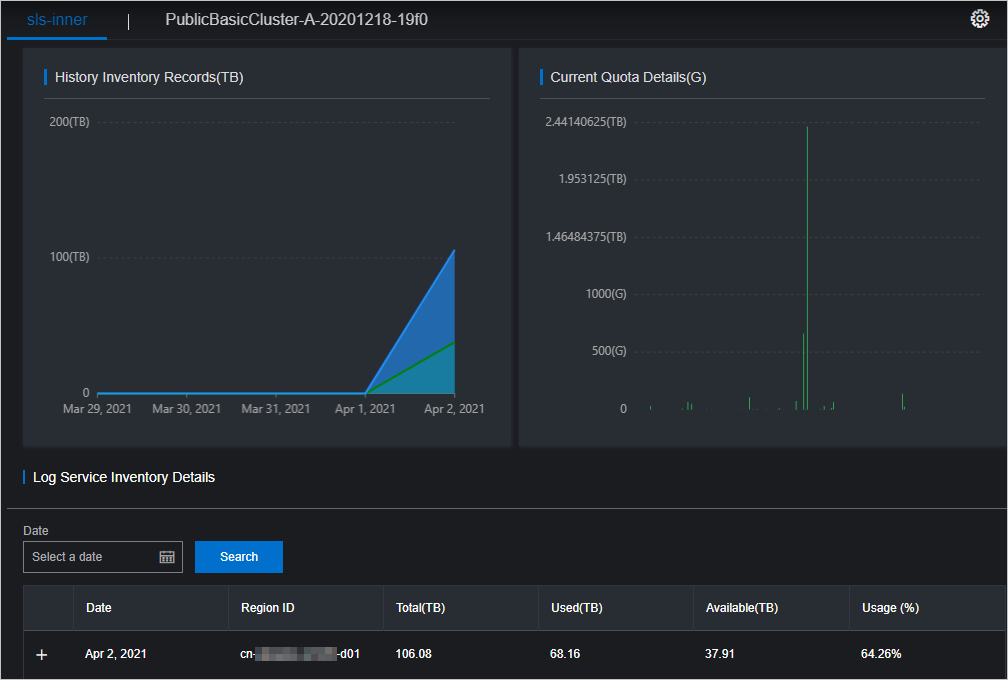 sls-inner | PublicBasicCluster-A-20201218-19f0
History Inventory Records(TB)
200(TB)
100(TB)
0
Mar 29, 2021 Mar 30, 2021 Mar 31, 2021 Apr 1, 2021 Apr 2, 2021
Current Quota Details(G)
2.44140625(TB)
1.953125(TB)
1.46484375(TB)
1000(G)
500(G)
0
Log Service Inventory Details
Date
Select a date Search
Date Region ID Total(TB) Used(TB) Available(TB) Usage (%)
+ Apr 2, 2021 cn- -d01 106.08 68.16 37.91 64.26%